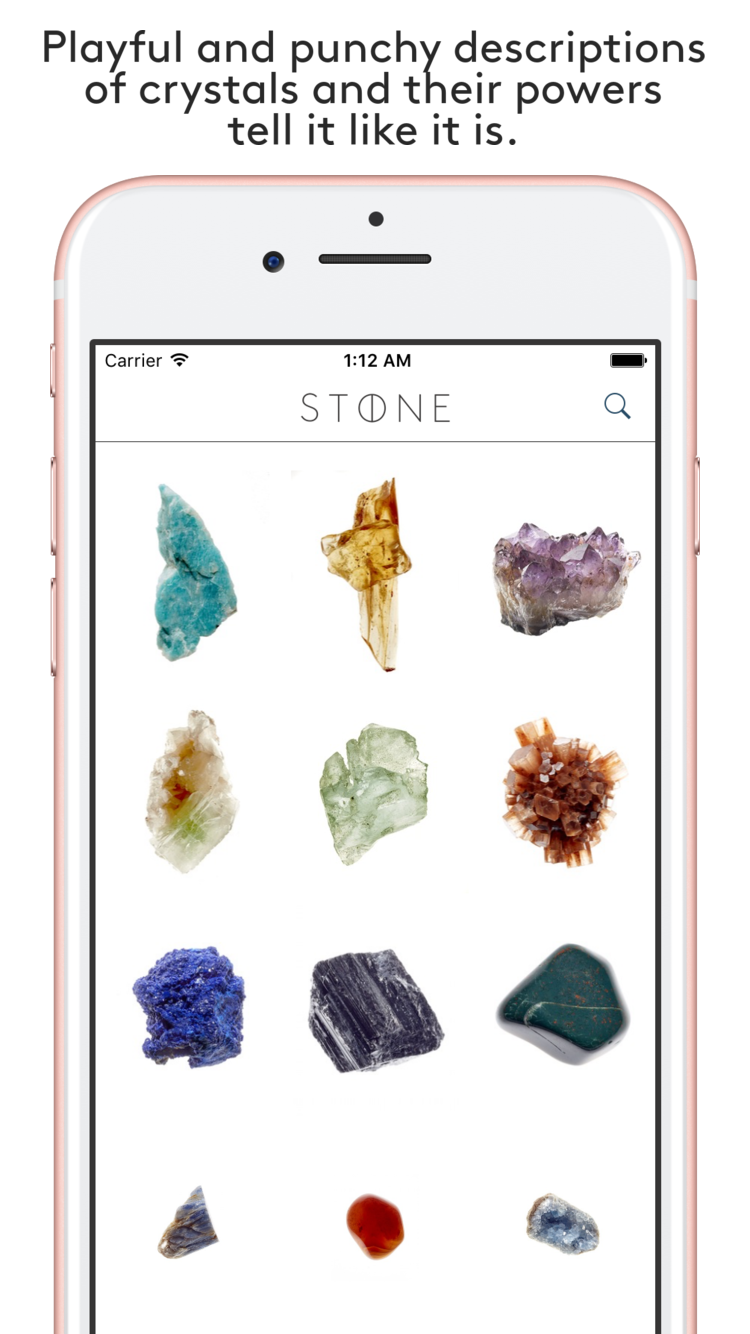 Playful and punchy descriptions
of crystals and their powers
tell it like it is.
Carrier 1:12 AM
STONE